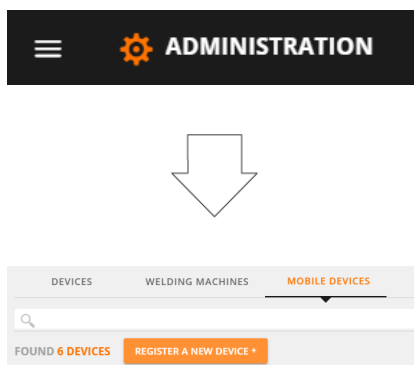 ADMINISTRATION
DEVICES WELDING MACHINES MOBILE DEVICES
FOUND 6 DEVICES REGISTER A NEW DEVICE +